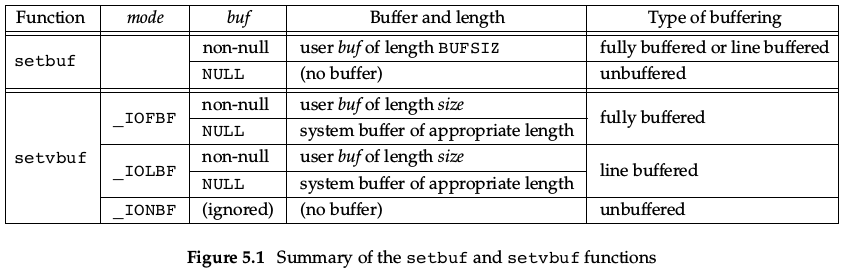 Function mode buf Buffer and length Type of buffering
setbuf non-null user buf of length BUFSIZ fully buffered or line buffered
NULL (no buffer) unbuffered
setvbuf _IOFBF non-null user buf of length size fully buffered
NULL system buffer of appropriate length
_IOLBF non-null user buf of length size line buffered
NULL system buffer of appropriate length
_IONBF (ignored) (no buffer) unbuffered
Figure 5.1 Summary of the setbuf and setvbuf functions